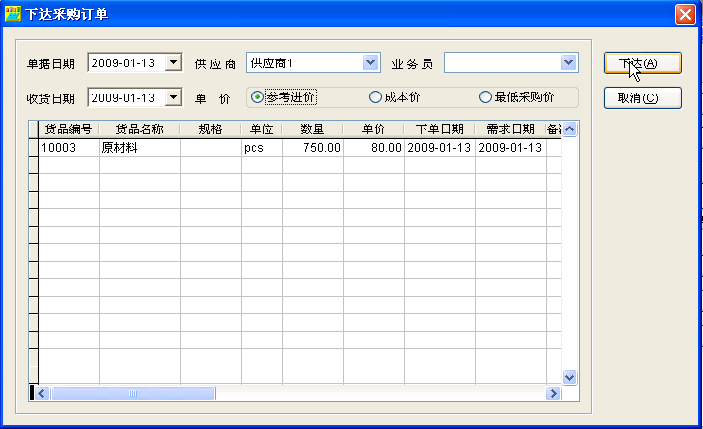 下达采购订单
单据日期 2009-01-13 供应商 供应商1 业务员 下达(A)
收货日期 2009-01-13 单价 参考进价 成本价 最低采购价 取消(C)
货品编号 货品名称 规格 单位 数量 单价 下单日期 需求日期
10003 原材料 pcs 750.00 80.00 2009-01-13 2009-01-13